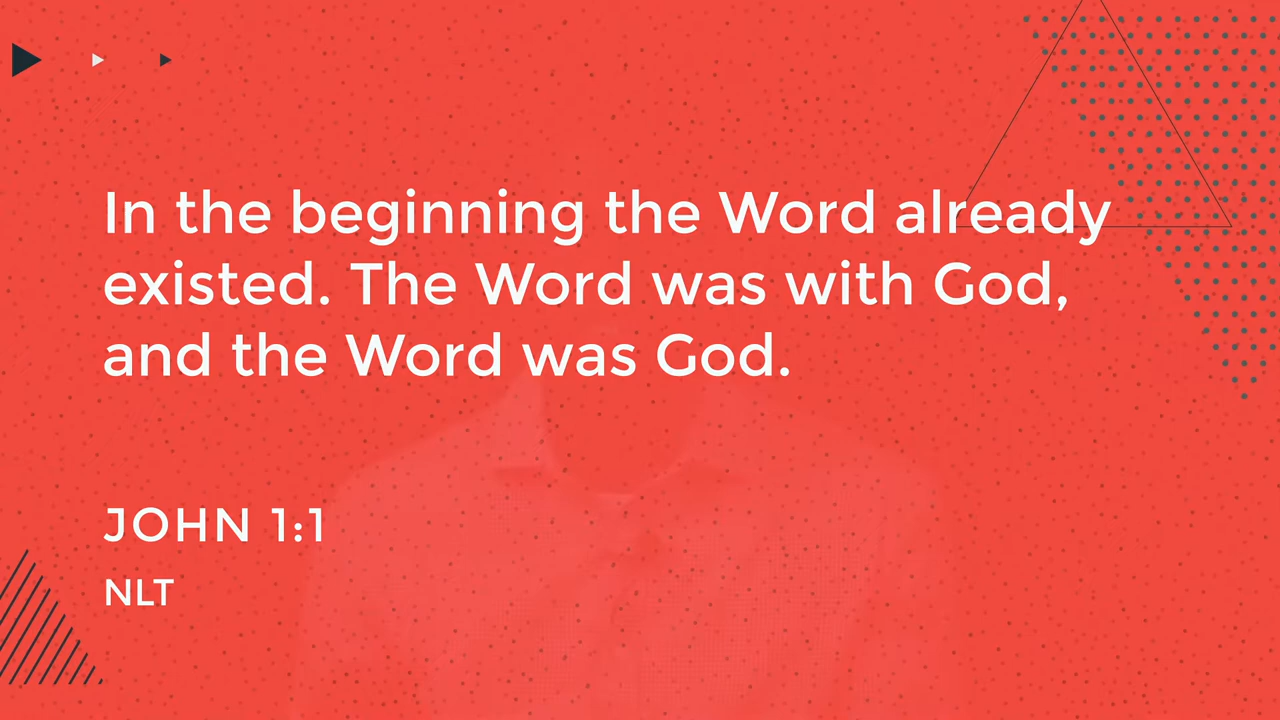 In the beginning the Word already
existed. The Word was with God,
and the Word was God.
JOHN 1:1
NLT